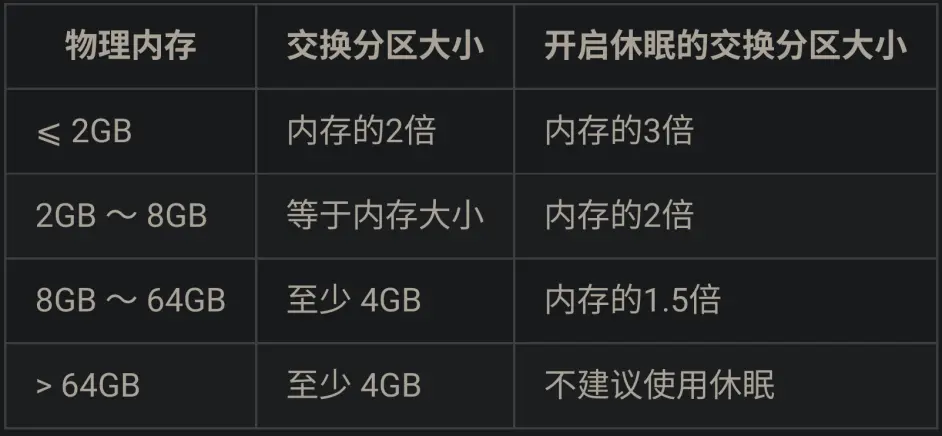 物理内存 交换分区大小 开启休眠的交换分区大小
⩽ 2GB 内存的2倍 内存的3倍
2GB ～ 8GB 等于内存大小 内存的2倍
8GB ～ 64GB 至少 4GB 内存的1.5倍
> 64GB 至少 4GB 不建议使用休眠